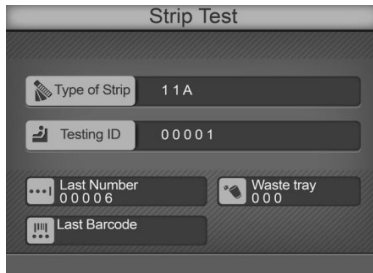 Strip Test
Type of Strip 11A
Testing ID 00001
Last Number
00006
Waste tray
000
Last Barcode